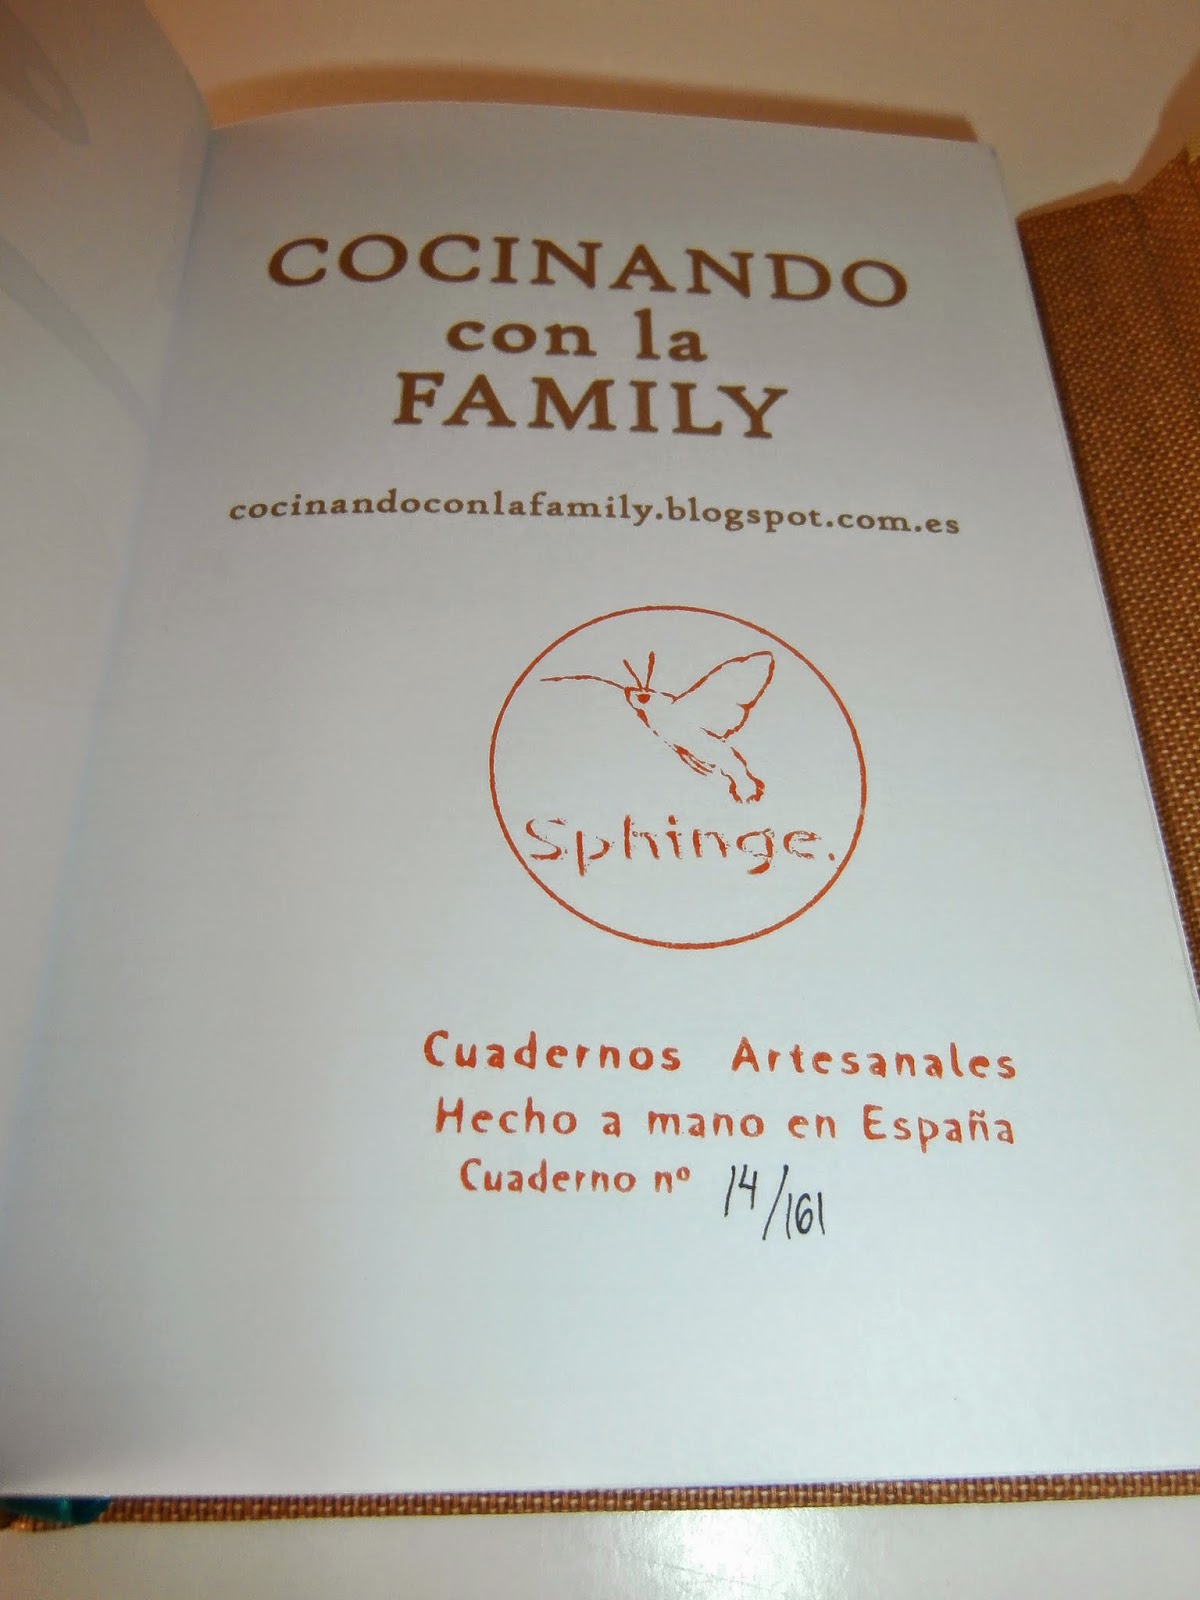 COCINANDO
con la
FAMILY
cocinandoconlafamily.blogspot.com.es
Sphinge.
Cuadernos Artesanales
Hecho a mano en España
Cuaderno nº 14/161